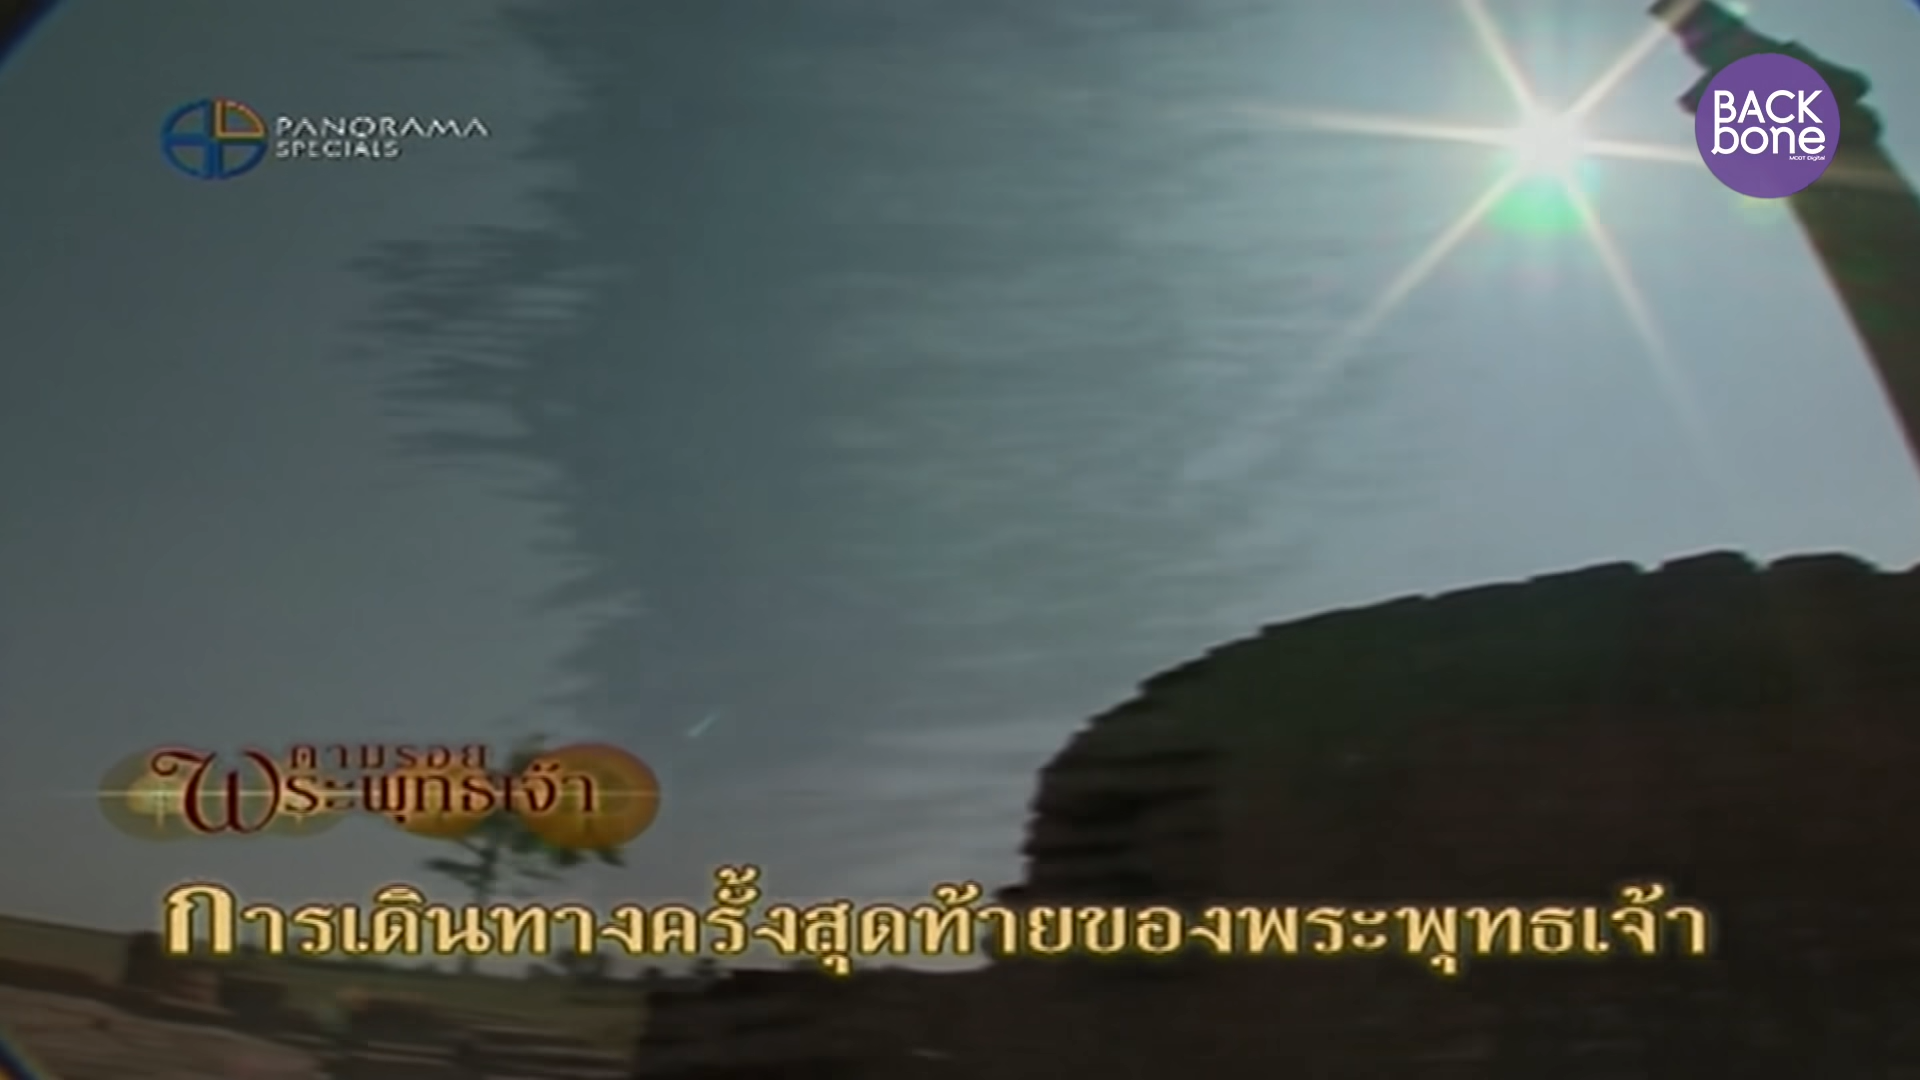 PANORAMA
SPECIALS
BACK
bone
MCOT Digital
ตามรอย
พระพุทธเจ้า
การเดินทางครั้งสุดท้ายของพระพุทธเจ้า